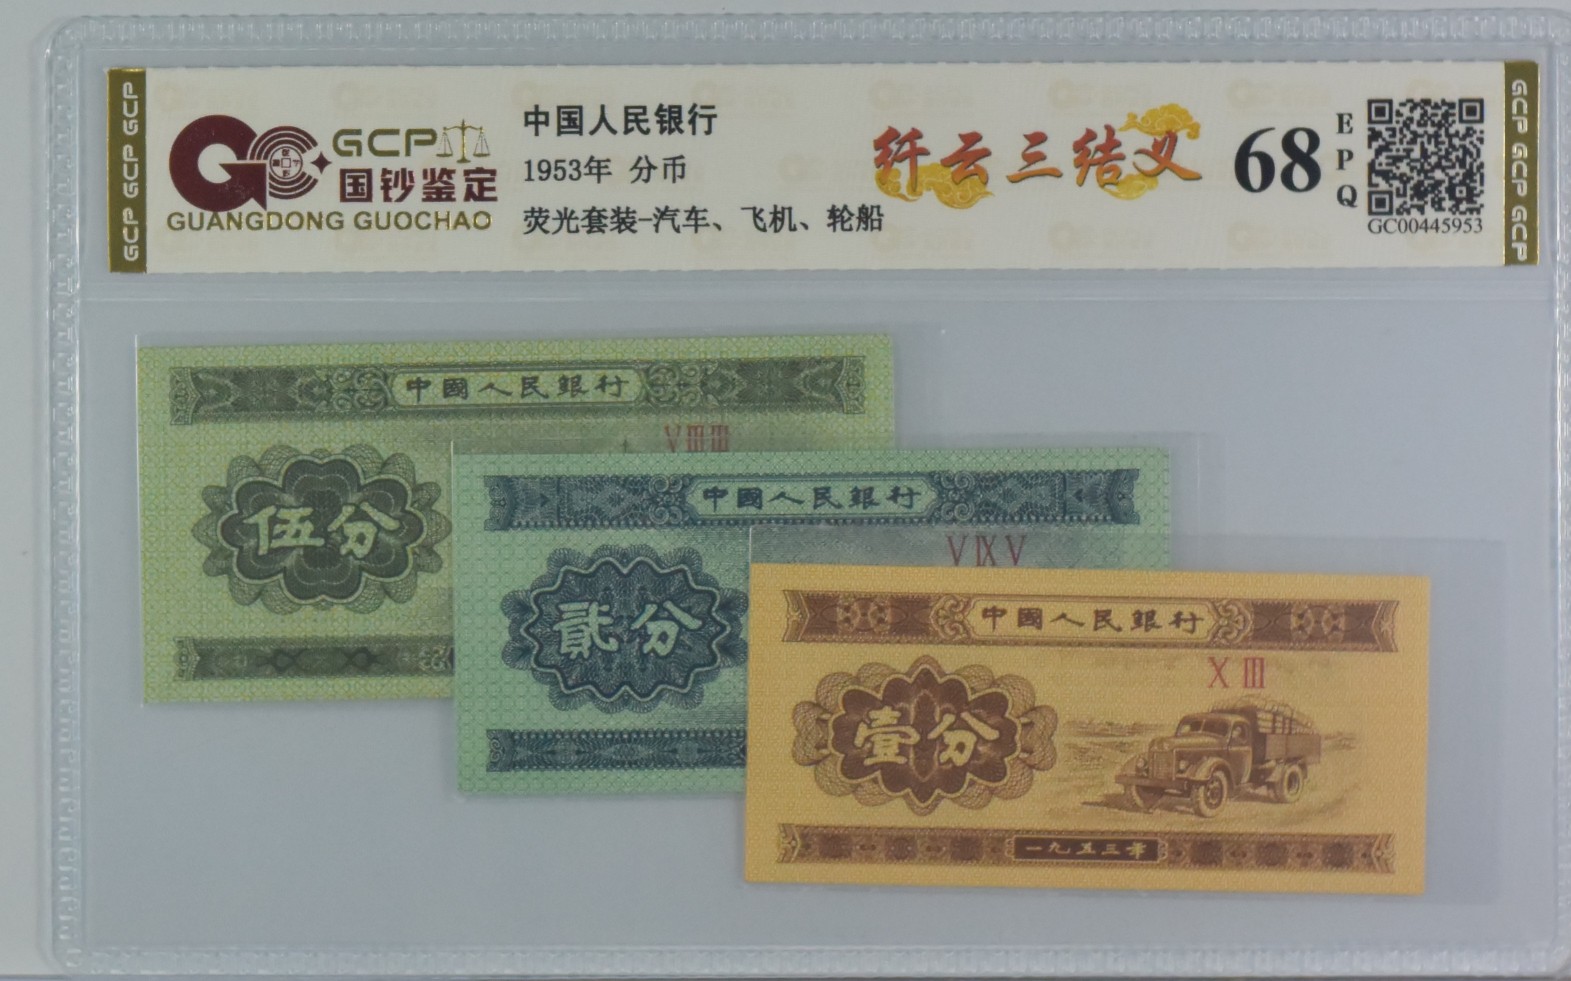 GCP GCP GCP
GCP
国钞鉴定
GUANGDONG GUOCHAO
中国人民银行
1953年 分币
荧光套装-汽车、飞机、轮船
纤云三结义
68
EPQ
GC00445953
GCP GCP GCP
中國人民銀行
VIIIIII
伍分
中國人民銀行
VIXV
貳分
中國人民銀行
XIII
壹分
一九五三年